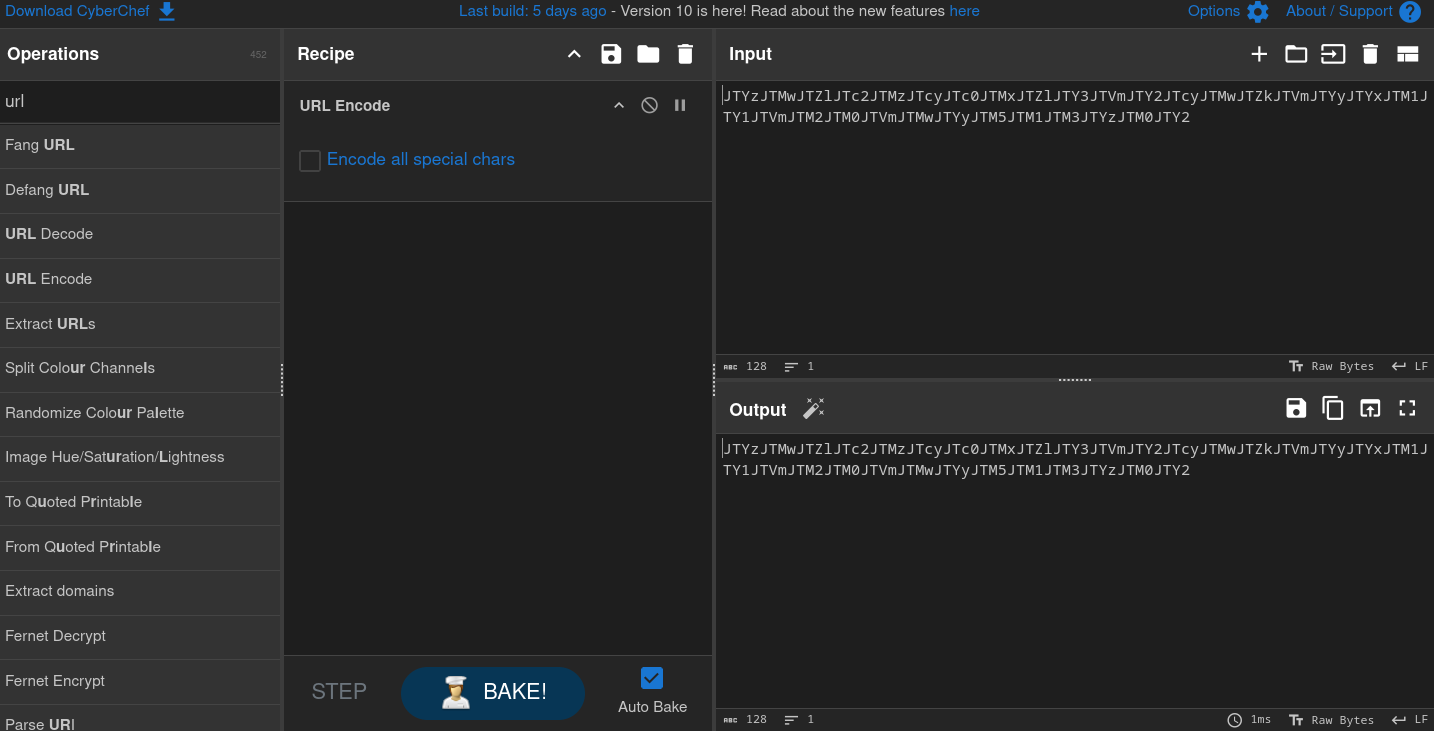 Download CyberChef
Last build: 5 days ago - Version 10 is here! Read about the new features here
Options
About / Support
Operations
452
url
Fang URL
Defang URL
URL Decode
URL Encode
Extract URLs
Split Colour Channels
Randomize Colour Palette
Image Hue/Saturation/Lightness
To Quoted Printable
From Quoted Printable
Extract domains
Fernet Decrypt
Fernet Encrypt
Parse URI
Recipe
URL Encode
Encode all special chars
STEP
BAKE!
Auto Bake
Input
JTYzJTMwJTZlJTc2JTMzJTcyJTc0JTMxJTZlJTY3JTVmJTY2JTcyJTMwJTZkJTVmJTYyJTYxJTM1J
TY1JTVmJTM2JTM0JTVmJTMwJTYyJTM5JTM1JTM3JTYzJTM0JTY2
ABC 128
1
Raw Bytes
LF
Output
JTYzJTMwJTZlJTc2JTMzJTcyJTc0JTMxJTZlJTY3JTVmJTY2JTcyJTMwJTZkJTVmJTYyJTYxJTM1J
TY1JTVmJTM2JTM0JTVmJTMwJTYyJTM5JTM1JTM3JTYzJTM0JTY2
ABC 128
1
1ms
Raw Bytes
LF